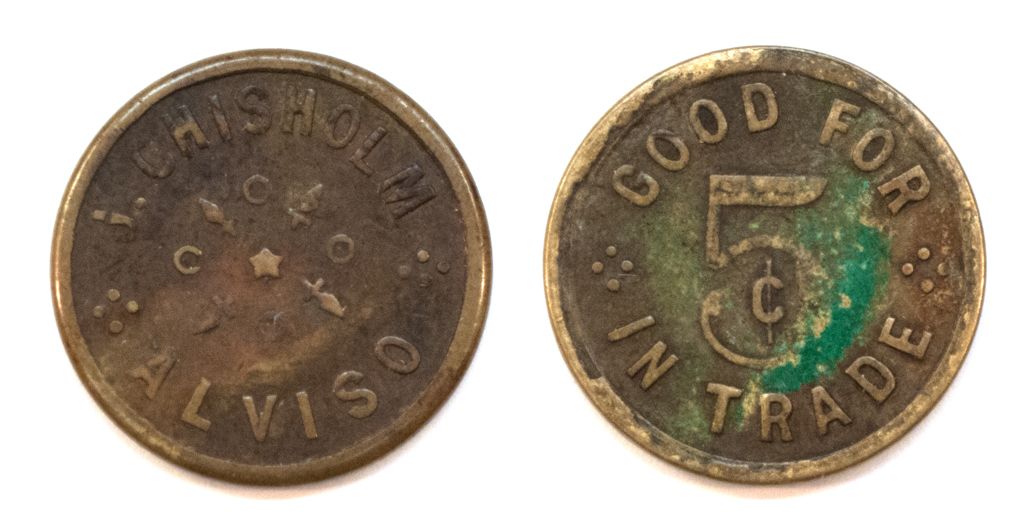 J. CHISHOLM
ALVISO
GOOD FOR
5¢
IN TRADE